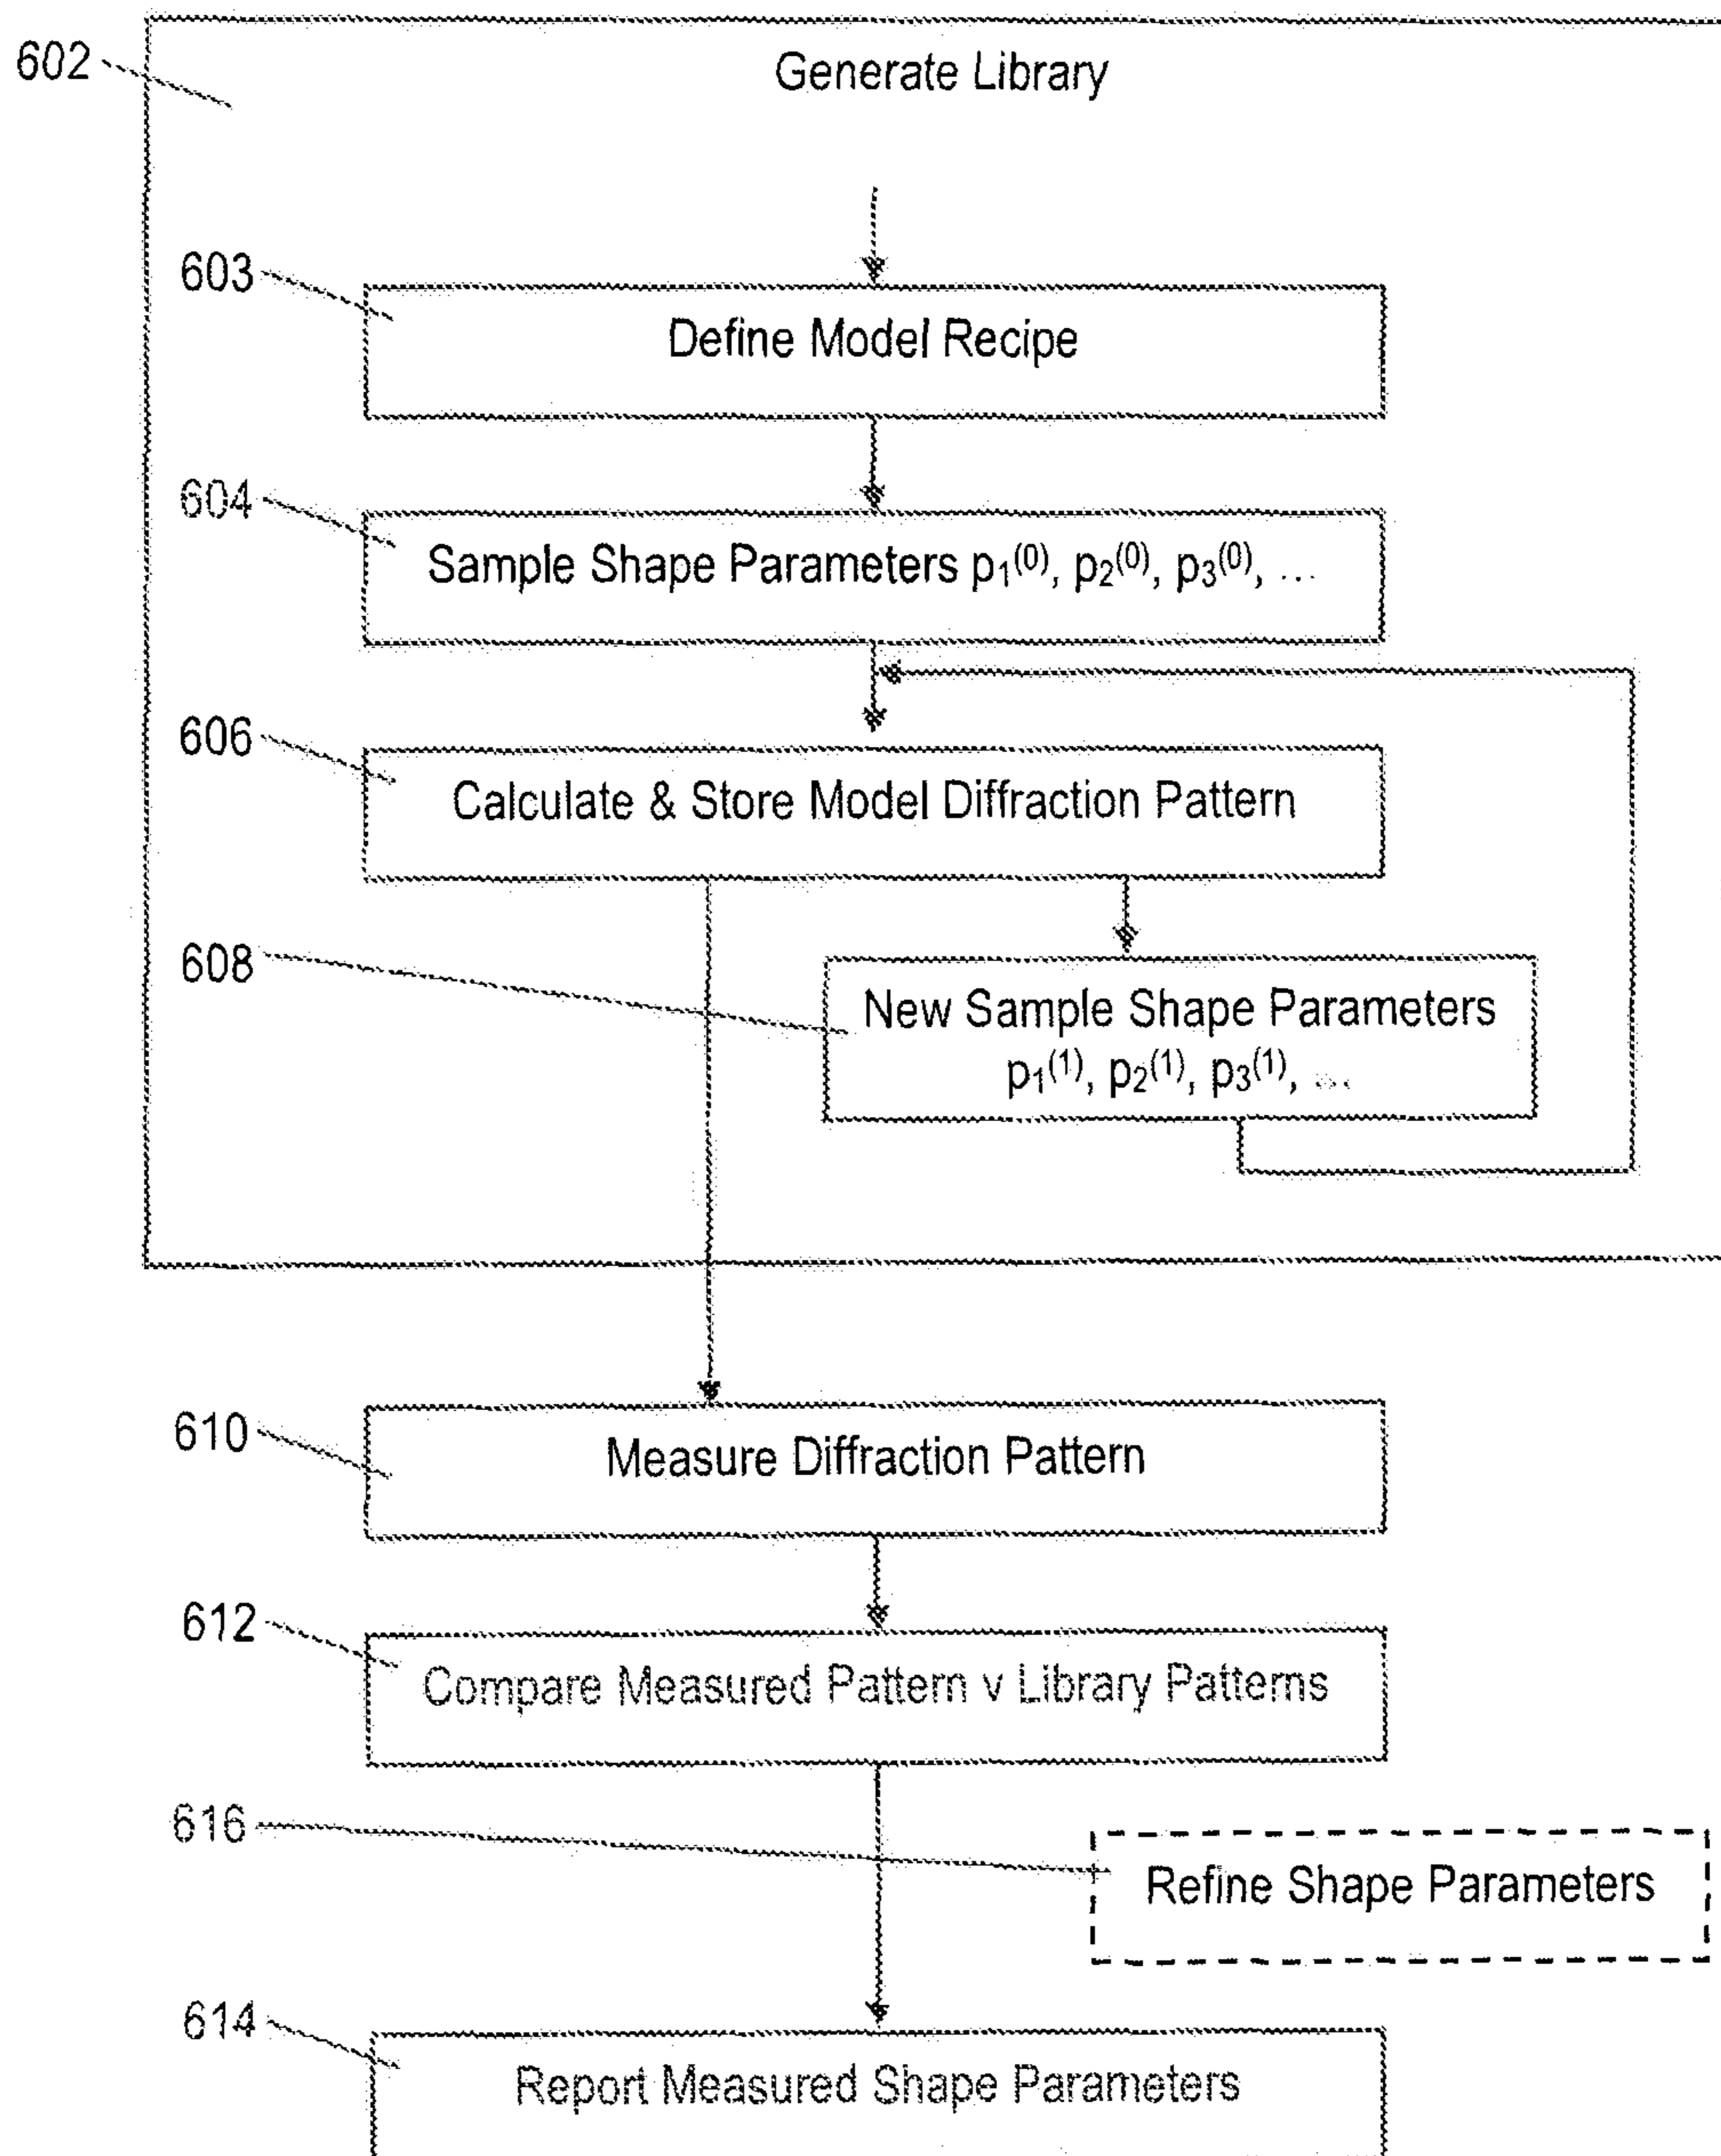 602
Generate Library
603
Define Model Recipe
604
Sample Shape Parameters p₁⁽⁰⁾, p₂⁽⁰⁾, p₃⁽⁰⁾, ...
606
Calculate & Store Model Diffraction Pattern
608
New Sample Shape Parameters
p₁⁽¹⁾, p₂⁽¹⁾, p₃⁽¹⁾, ...
610
Measure Diffraction Pattern
612
Compare Measured Pattern v Library Patterns
616
Refine Shape Parameters
614
Report Measured Shape Parameters